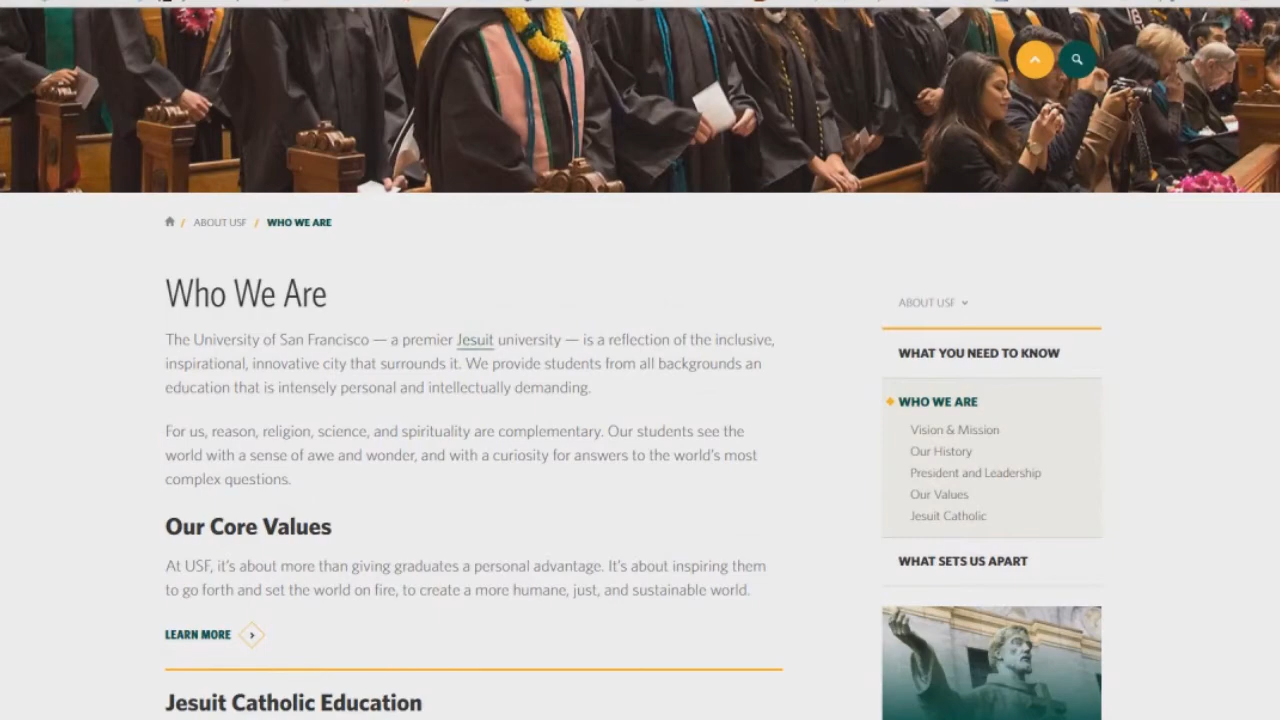 / ABOUT USF / WHO WE ARE
Who We Are
The University of San Francisco — a premier Jesuit university — is a reflection of the inclusive,
inspirational, innovative city that surrounds it. We provide students from all backgrounds an
education that is intensely personal and intellectually demanding.
For us, reason, religion, science, and spirituality are complementary. Our students see the
world with a sense of awe and wonder, and with a curiosity for answers to the world's most
complex questions.
Our Core Values
At USF, it's about more than giving graduates a personal advantage. It's about inspiring them
to go forth and set the world on fire, to create a more humane, just, and sustainable world.
LEARN MORE
Jesuit Catholic Education
ABOUT USF
WHAT YOU NEED TO KNOW
WHO WE ARE
Vision & Mission
Our History
President and Leadership
Our Values
Jesuit Catholic
WHAT SETS US APART